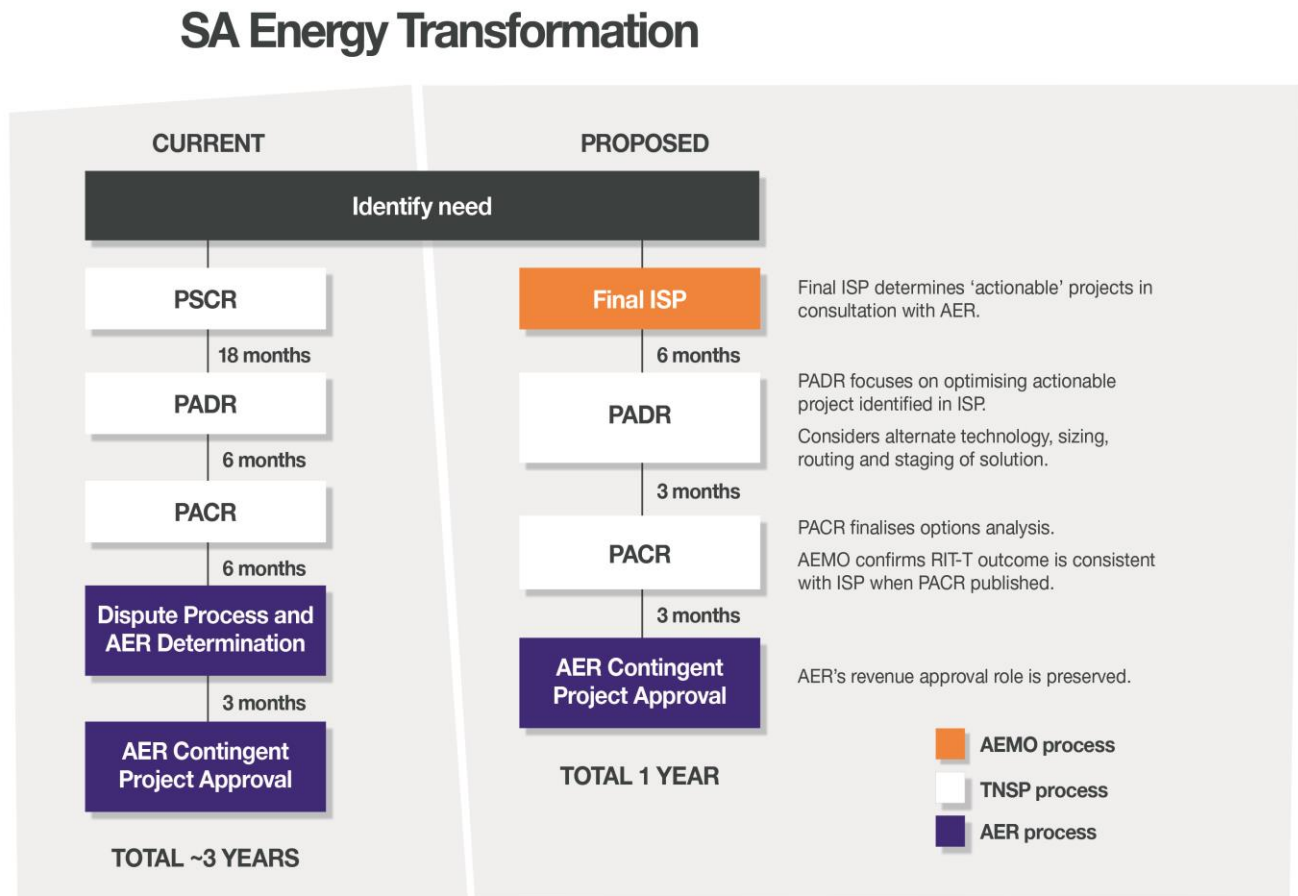 SA Energy Transformation
CURRENT
PROPOSED
Identify need
PSCR
18 months
PADR
6 months
PACR
6 months
Dispute Process and
AER Determination
3 months
AER Contingent
Project Approval
TOTAL ~3 YEARS
Final ISP
Final ISP determines ‘actionable’ projects in
consultation with AER.
6 months
PADR
PADR focuses on optimising actionable
project identified in ISP.
Considers alternate technology, sizing,
routing and staging of solution.
3 months
PACR
PACR finalises options analysis.
AEMO confirms RIT-T outcome is consistent
with ISP when PACR published.
3 months
AER Contingent
Project Approval
AER’s revenue approval role is preserved.
TOTAL 1 YEAR
AEMO process
TNSP process
AER process